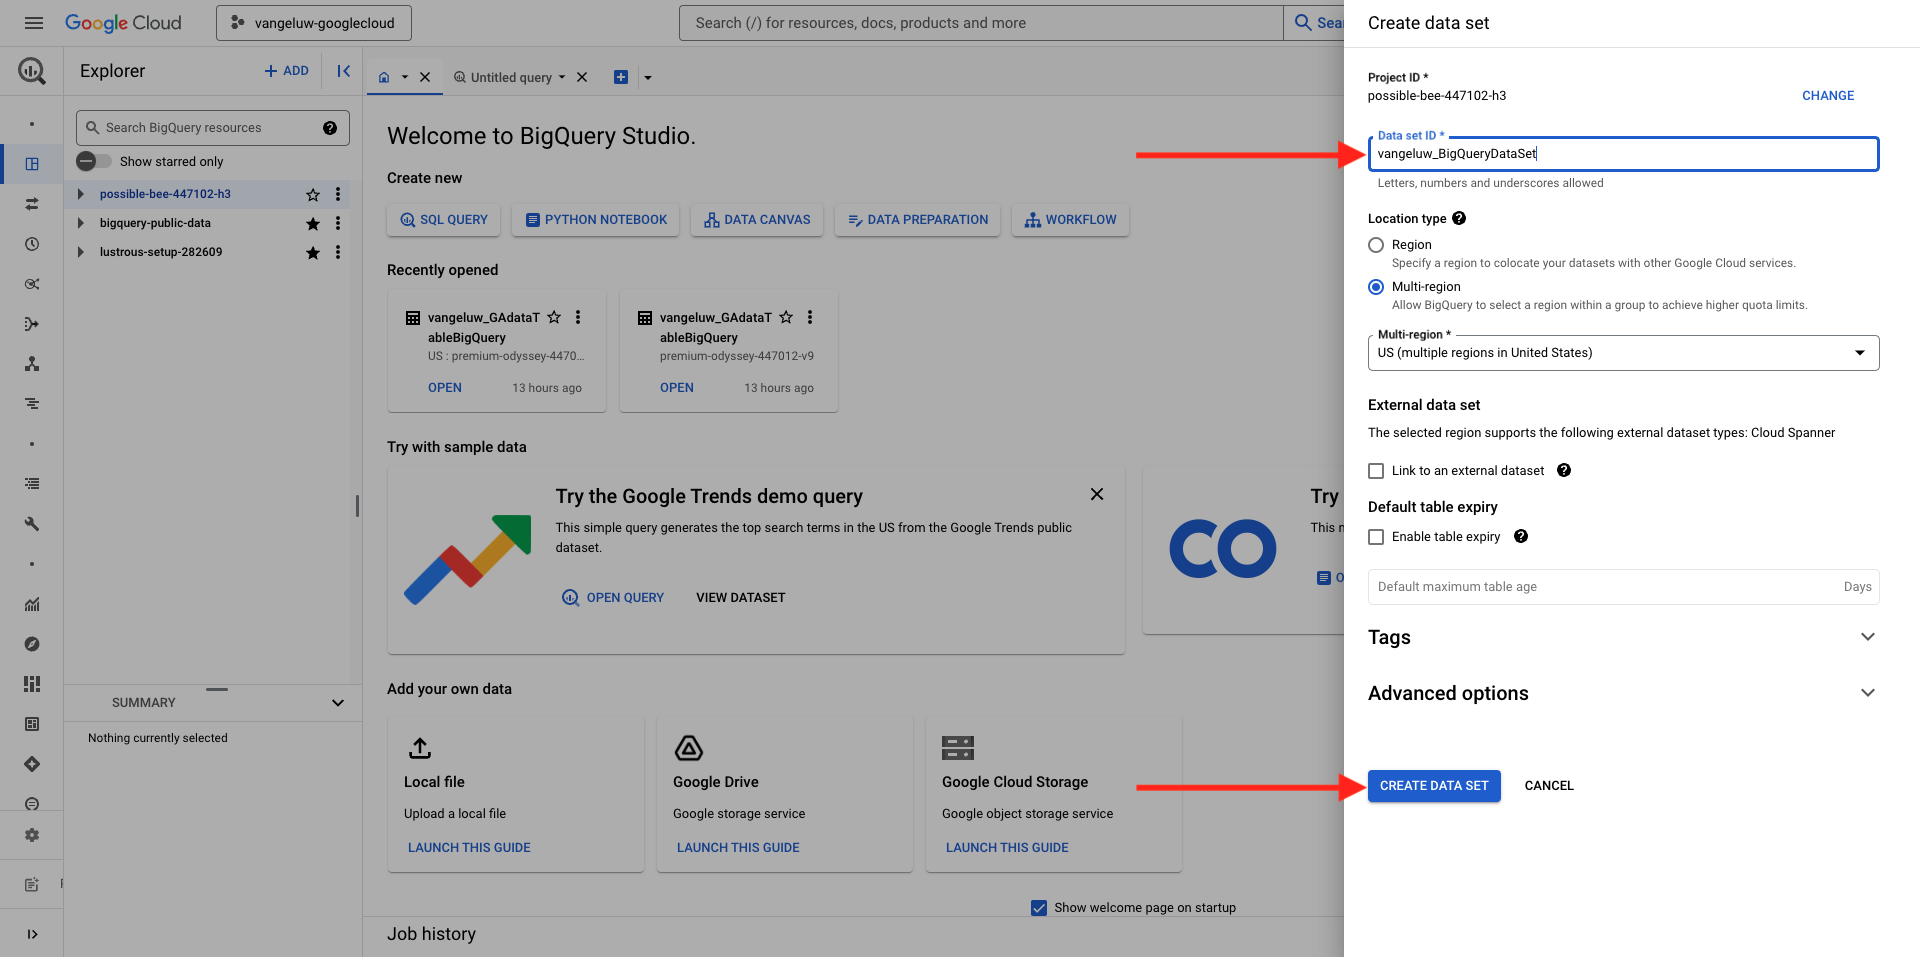 Google Cloud
vangeluw-googlecloud
Search (/) for resources, docs, products and more
Sea
Create data set
Explorer
ADD
Untitled query
Search BigQuery resources
Show starred only
possible-bee-447102-h3
bigquery-public-data
lustrous-setup-282609
SUMMARY
Nothing currently selected
Welcome to BigQuery Studio.
Create new
SQL QUERY
PYTHON NOTEBOOK
DATA CANVAS
DATA PREPARATION
WORKFLOW
Recently opened
vangeluw_GAdataT
ableBigQuery
US : premium-odyssey-4470...
OPEN
13 hours ago
vangeluw_GAdataT
ableBigQuery
premium-odyssey-447012-v9
OPEN
13 hours ago
Try with sample data
Try the Google Trends demo query
This simple query generates the top search terms in the US from the Google Trends public
dataset.
OPEN QUERY
VIEW DATASET
Try
This n
O
Add your own data
Local file
Upload a local file
LAUNCH THIS GUIDE
Google Drive
Google storage service
LAUNCH THIS GUIDE
Google Cloud Storage
Google object storage service
LAUNCH THIS GUIDE
Show welcome page on startup
Job history
Project ID *
possible-bee-447102-h3
CHANGE
Data set ID *
vangeluw_BigQueryDataSet
Letters, numbers and underscores allowed
Location type
Region
Specify a region to colocate your datasets with other Google Cloud services.
Multi-region
Allow BigQuery to select a region within a group to achieve higher quota limits.
Multi-region *
US (multiple regions in United States)
External data set
The selected region supports the following external dataset types: Cloud Spanner
Link to an external dataset
Default table expiry
Enable table expiry
Default maximum table age
Days
Tags
Advanced options
CREATE DATA SET
CANCEL